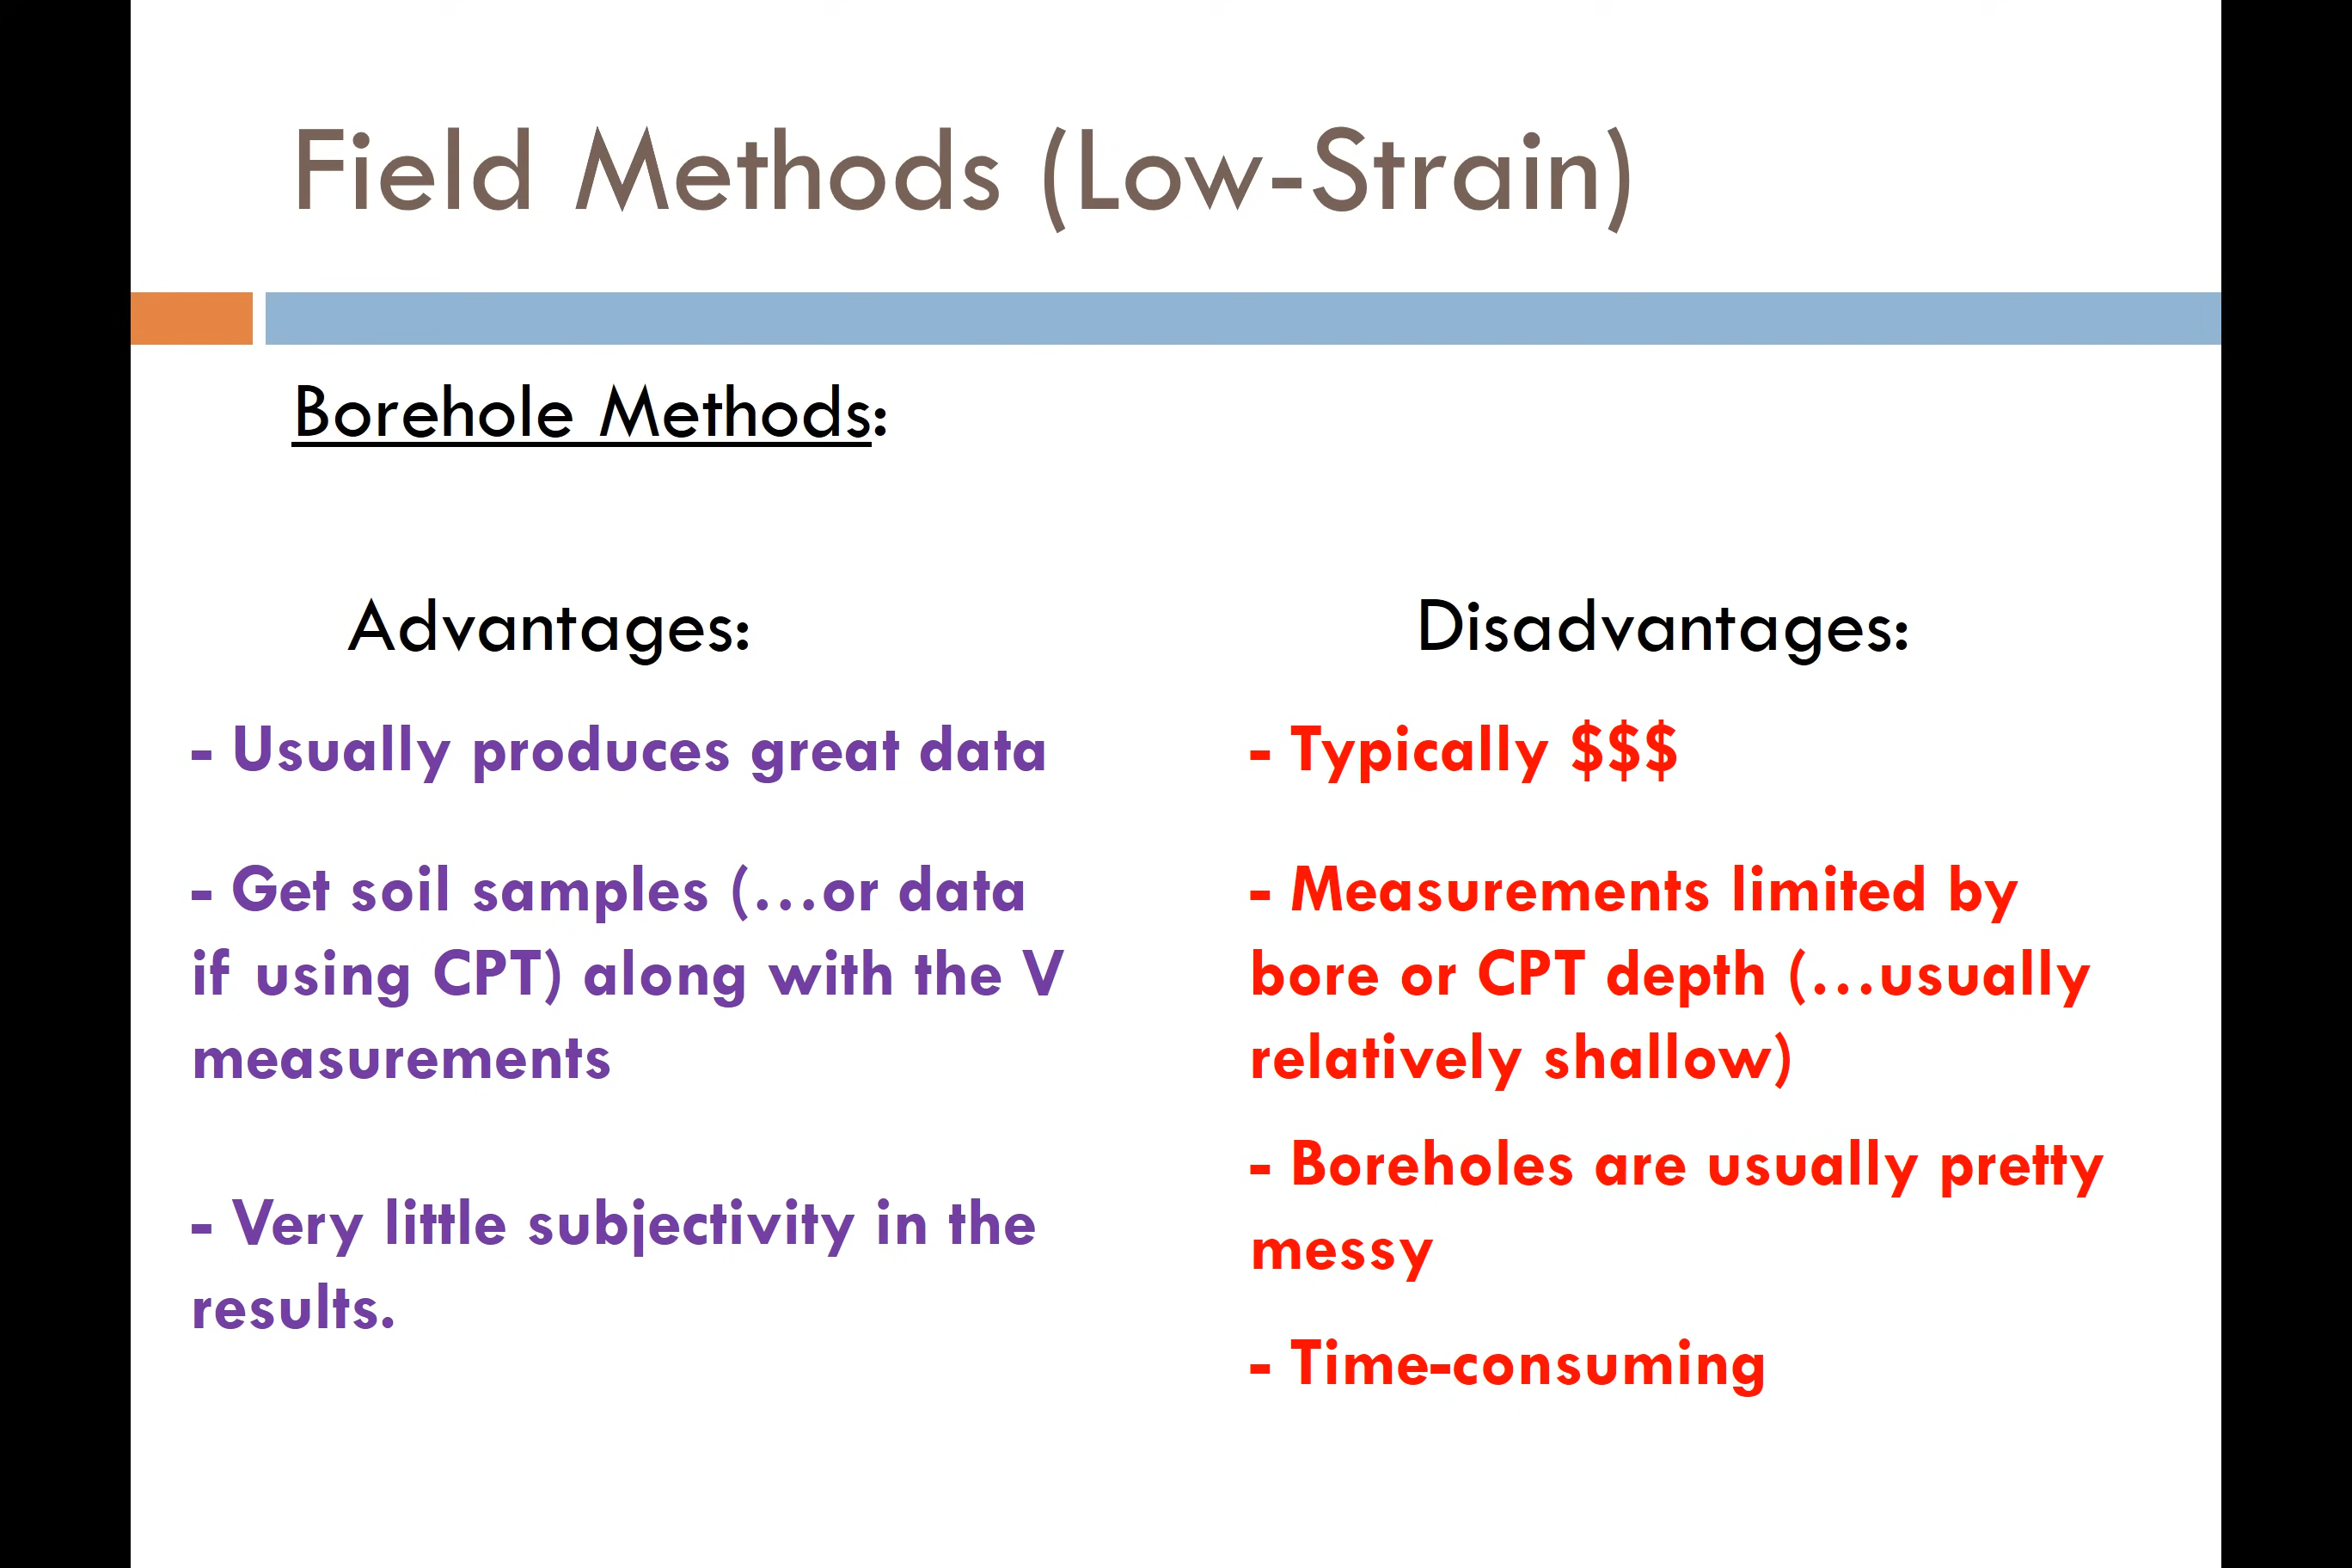 Field Methods (Low-Strain)
Borehole Methods:
Advantages:
- Usually produces great data
- Get soil samples (...or data
if using CPT) along with the V
measurements
- Very little subjectivity in the
results.
Disadvantages:
- Typically $$$
- Measurements limited by
bore or CPT depth (...usually
relatively shallow)
- Boreholes are usually pretty
messy
- Time-consuming